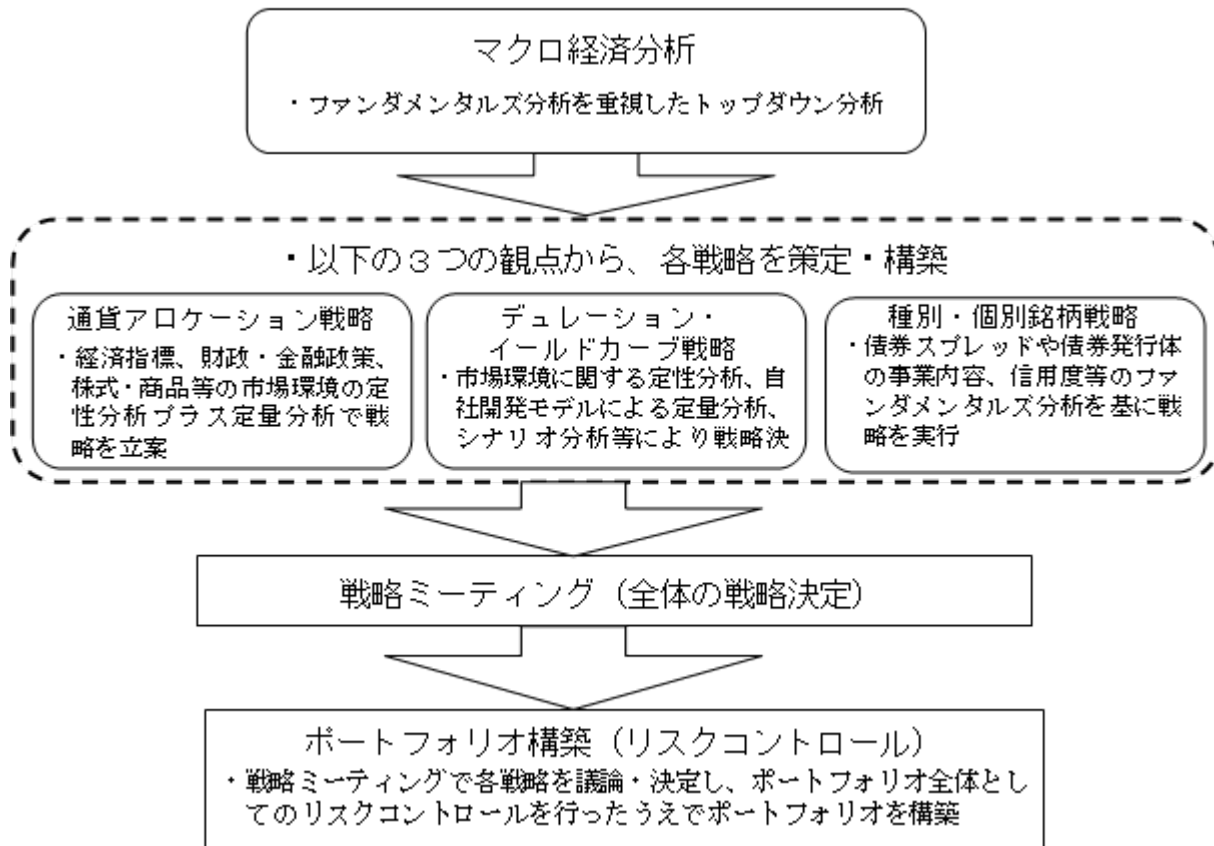 マクロ経済分析
・ファンダメンタルズ分析を重視したトップダウン分析
・以下の３つの観点から、各戦略を策定・構築
通貨アロケーション戦略
・経済指標、財政・金融政策、
株式・商品等の市場環境の定
性分析プラス定量分析で戦
略を立案
デュレーション・
イールドカーブ戦略
・市場環境に関する定性分析、自
社開発モデルによる定量分析、
シナリオ分析等により戦略決
種別・個別銘柄戦略
・債券スプレッドや債券発行体
の事業内容、信用度等のファ
ンダメンタルズ分析を基に戦
略を実行
戦略ミーティング（全体の戦略決定）
ポートフォリオ構築（リスクコントロール）
・戦略ミーティングで各戦略を議論・決定し、ポートフォリオ全体とし
てのリスクコントロールを行ったうえでポートフォリオを構築